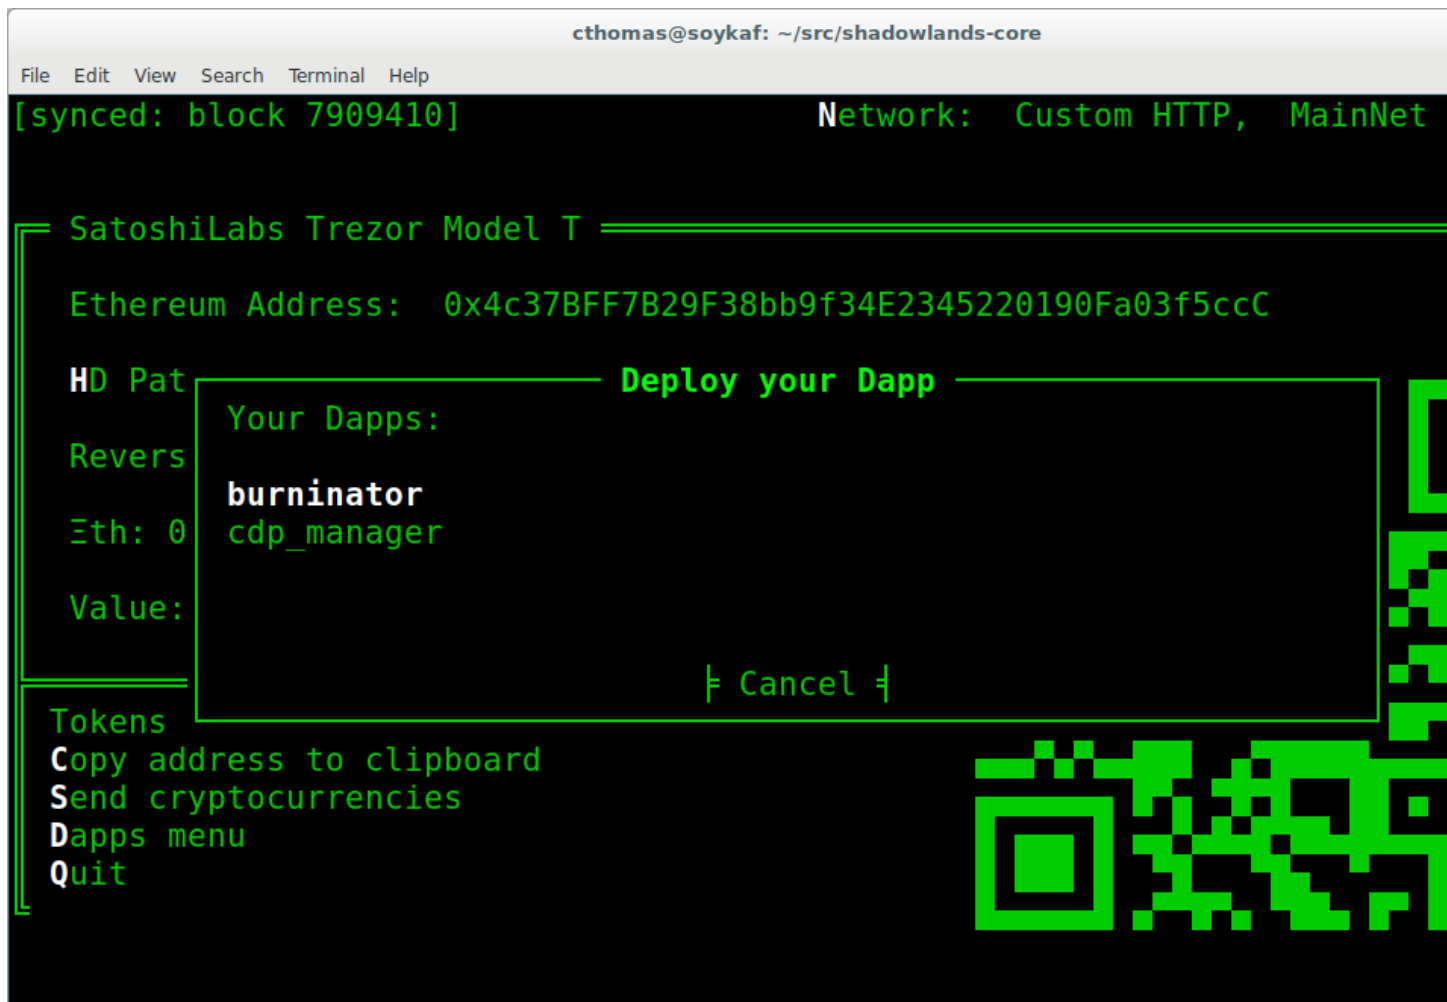 cthomas@soykaf: ~/src/shadowlands-core
File Edit View Search Terminal Help
[synced: block 7909410] Network: Custom HTTP, MainNet
SatoshiLabs Trezor Model T
Ethereum Address: 0x4c37BFF7B29F38bb9f34E2345220190Fa03f5ccC
HD Pat
Deploy your Dapp
Your Dapps:
Revers
burninator
Ξth: 0 cdp_manager
Value:
Cancel
Tokens
Copy address to clipboard
Send cryptocurrencies
Dapps menu
Quit